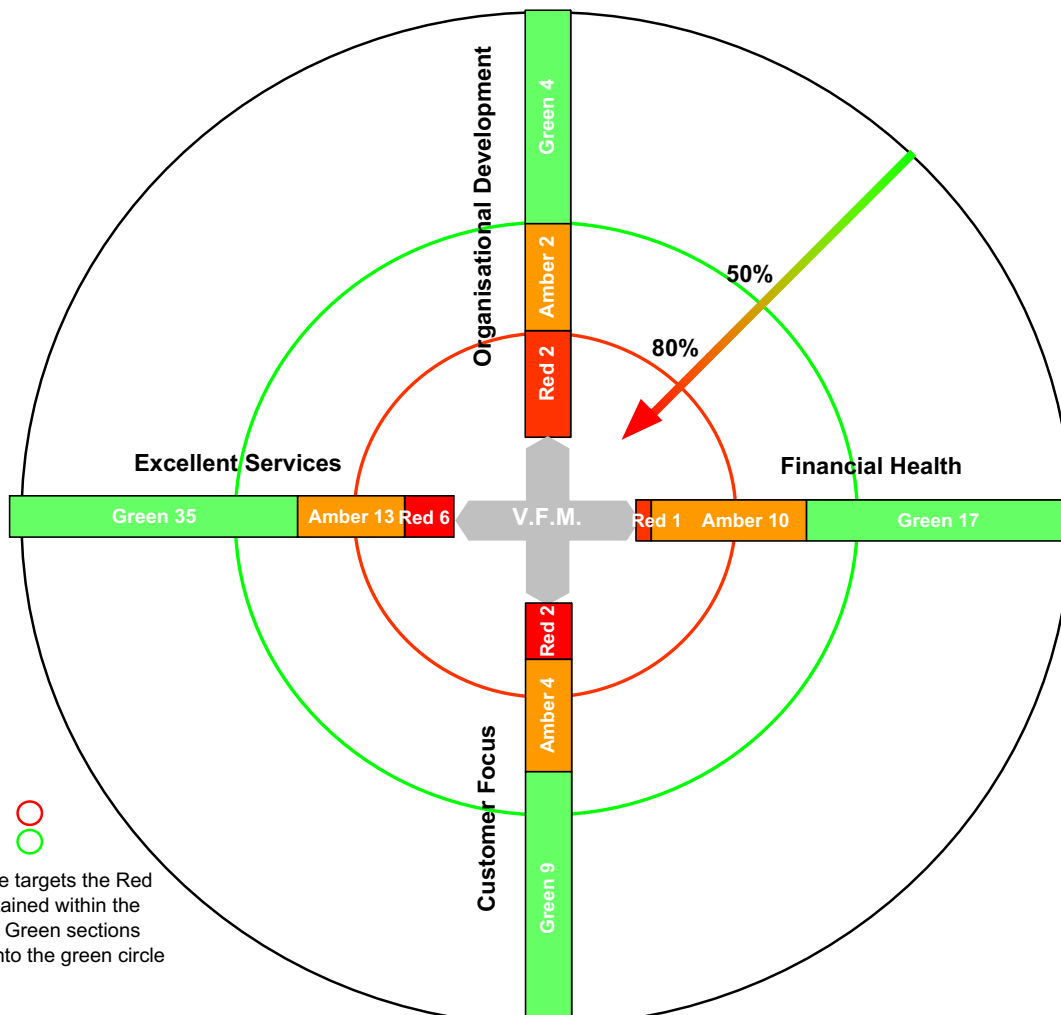 Organisational Development
Green 4
Amber 2
Red 2
50%
80%
Excellent Services
Financial Health
Green 35
Amber 13
Red 6
V.F.M.
Red 1
Amber 10
Green 17
Red 2
Amber 4
Green 9
Customer Focus
e targets the Red
tained within the
Green sections
nto the green circle